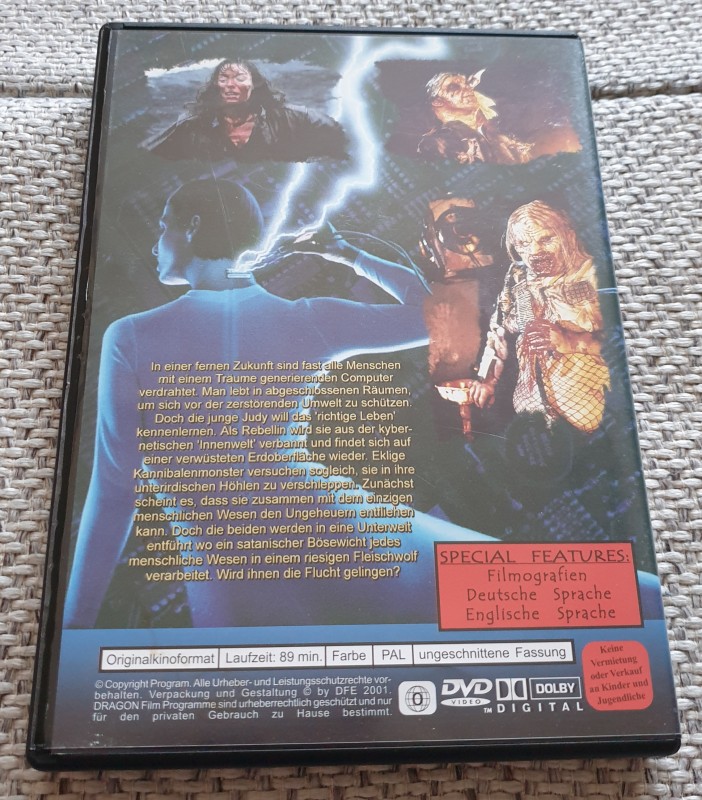 In einer fernen Zukunft sind fast alle Menschen
mit einem Träume generierenden Computer
verdrahtet. Man lebt in abgeschlossenen Räumen,
um sich vor der zerstörenden Umwelt zu schützen.
Doch die junge Judy will das 'richtige Leben'
kennenlernen. Als Rebellin wird sie aus der kyber-
netischen 'Innenwelt' verbannt und findet sich auf
einer verwüsteten Erdoberfläche wieder. Eklige
Kannibalenmonster versuchen sogleich, sie in ihre
unterirdischen Höhlen zu verschleppen. Zunächst
scheint es, dass sie zusammen mit dem einzigen
menschlichen Wesen den Ungeheuern entfliehen
kann. Doch die beiden werden in eine Unterwelt
entführt wo ein satanischer Bösewicht jedes
menschliche Wesen in einem riesigen Fleischwolf
verarbeitet. Wird ihnen die Flucht gelingen?
SPECIAL FEATURES:
Filmografien
Deutsche Sprache
Englische Sprache
Originalkinoformat Laufzeit: 89 min. Farbe PAL ungeschnittene Fassung
© Copyright Program. Alle Urheber- und Leistungsschutzrechte vor-
behalten. Verpackung und Gestaltung © by DFE 2001.
DRAGON Film Programme sind urheberrechtlich geschützt und nur
für den privaten Gebrauch zu Hause bestimmt.
0
DVD
VIDEO
TM
DOLBY
DIGITAL
Keine
Vermietung
oder Verkauf
an Kinder und
Jugendliche